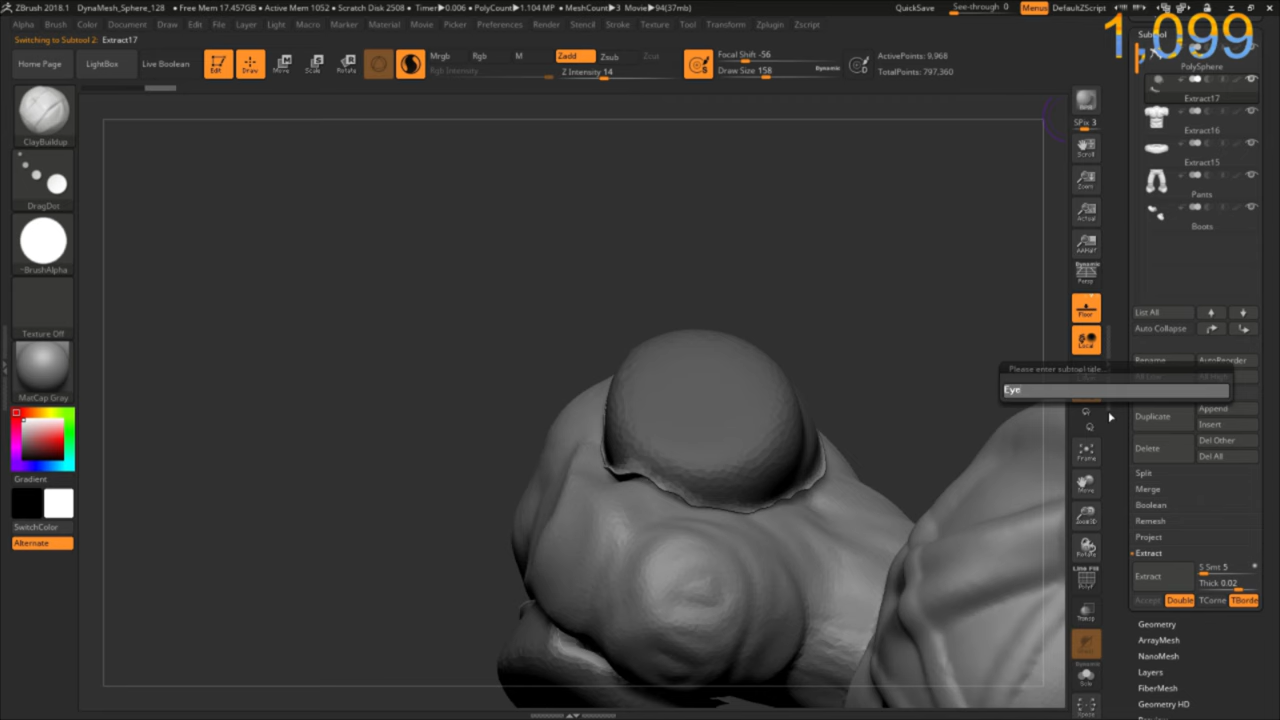 ZBrush 2018.1 DynaMesh_Sphere_128 • Free Mem 17.457GB • Active Mem 1052 • Scratch Disk 2508 • Timer▶0.006 • PolyCount▶1.104 MP • MeshCount▶3 Movie▶94(37mb) QuickSave See-through 0 Menus DefaultZScript
Alpha Brush Color Document Draw Edit File Layer Light Macro Marker Material Movie Picker Preferences Render Stencil Stroke Texture Tool Transform Zplugin Zscript
1,099
Switching to Subtool 2: Extract17
Subtool
Home Page LightBox Live Boolean Edit Draw Move Scale Rotate
Mrgb Rgb M Zadd Zsub Zcut
Rgb Intensity Z Intensity 14
Focal Shift -56
Draw Size 158 Dynamic
ActivePoints: 9,968
TotalPoints: 797,360
PolySphere
Extract17
Extract16
Extract15
Pants
Boots
ClayBuildup
DragDot
~BrushAlpha
Texture Off
MatCap Gray
Gradient
SwitchColor
Alternate
SPix 3
Scroll
Zoom
Actual
AAHalf
Dynamic
Persp
Floor
Local
Frame
Move
Zoom3D
Rotate
Line Fill
PolyF
Transp
Dynamic
Solo
Xpose
List All
Auto Collapse
Rename AutoReorder
Please enter subtool title...
Eye
Duplicate
Append
Insert
Delete
Del Other
Del All
Split
Merge
Boolean
Remesh
Project
Extract
Extract
S Smt 5
Thick 0.02
Accept Double TCorne TBorde
Geometry
ArrayMesh
NanoMesh
Layers
FiberMesh
Geometry HD